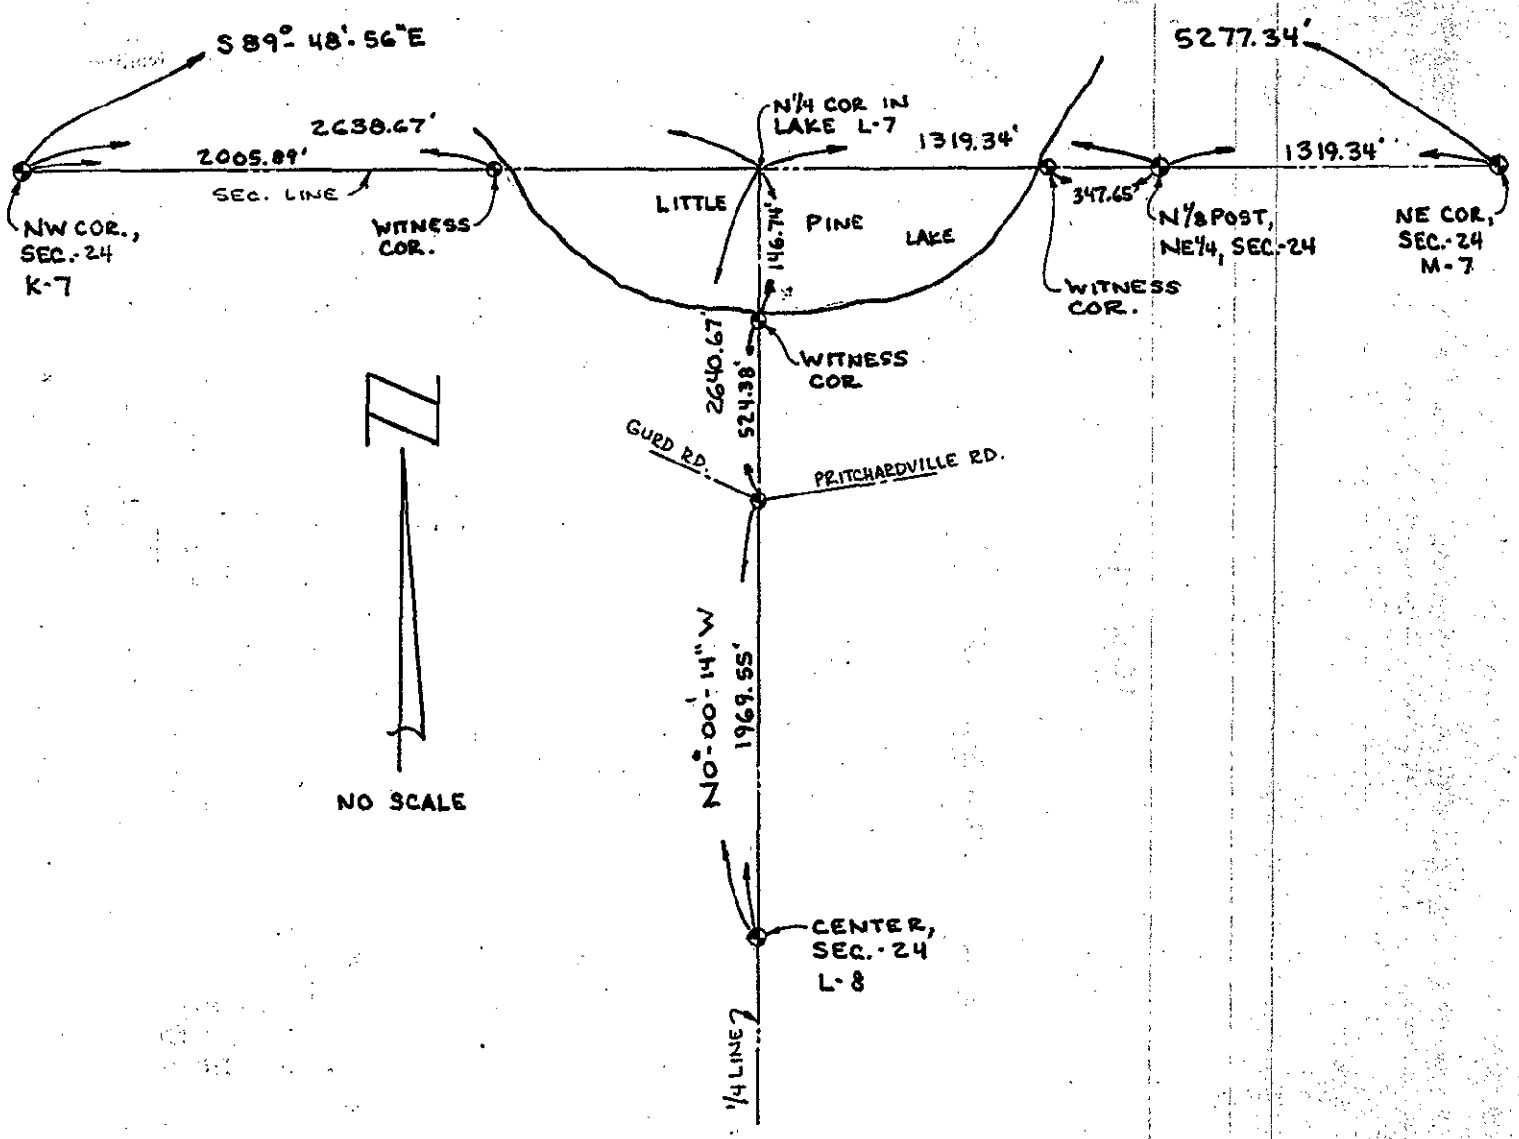 S 89°-48'-56"E
5277.34'
2638.67'
N 1/4 COR IN
LAKE L-7
1319.34'
1319.34'
2005.89'
SEC. LINE
NW COR.,
SEC.-24
K-7
WITNESS
COR.
LITTLE PINE LAKE
146.74'
347.65'
N 1/8 POST,
NE 1/4, SEC.-24
NE COR,
SEC.-24
M-7
WITNESS
COR.
WITNESS
COR
2640.67'
524.38'
GURD RD.
PRITCHARDVILLE RD.
N0°-00'-14"W
1969.55'
NO SCALE
CENTER,
SEC.-24
L-8
1/4 LINE